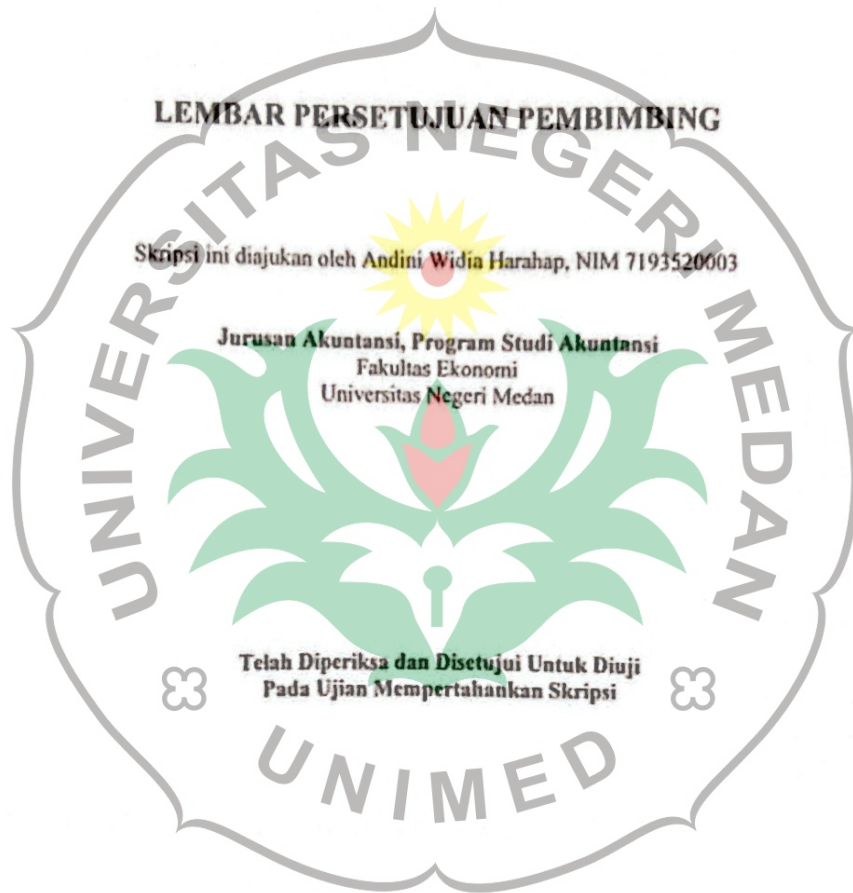 LEMBAR PERSETUJUAN PEMBIMBING
Skripsi ini diajukan oleh Andini Widia Harahap, NIM 7193520003
Jurusan Akuntansi, Program Studi Akuntansi
Fakultas Ekonomi
Universitas Negeri Medan
Telah Diperiksa dan Disetujui Untuk Diuji
Pada Ujian Mempertahankan Skripsi
UNIVERSITAS NEGERI MEDAN
UNIMED